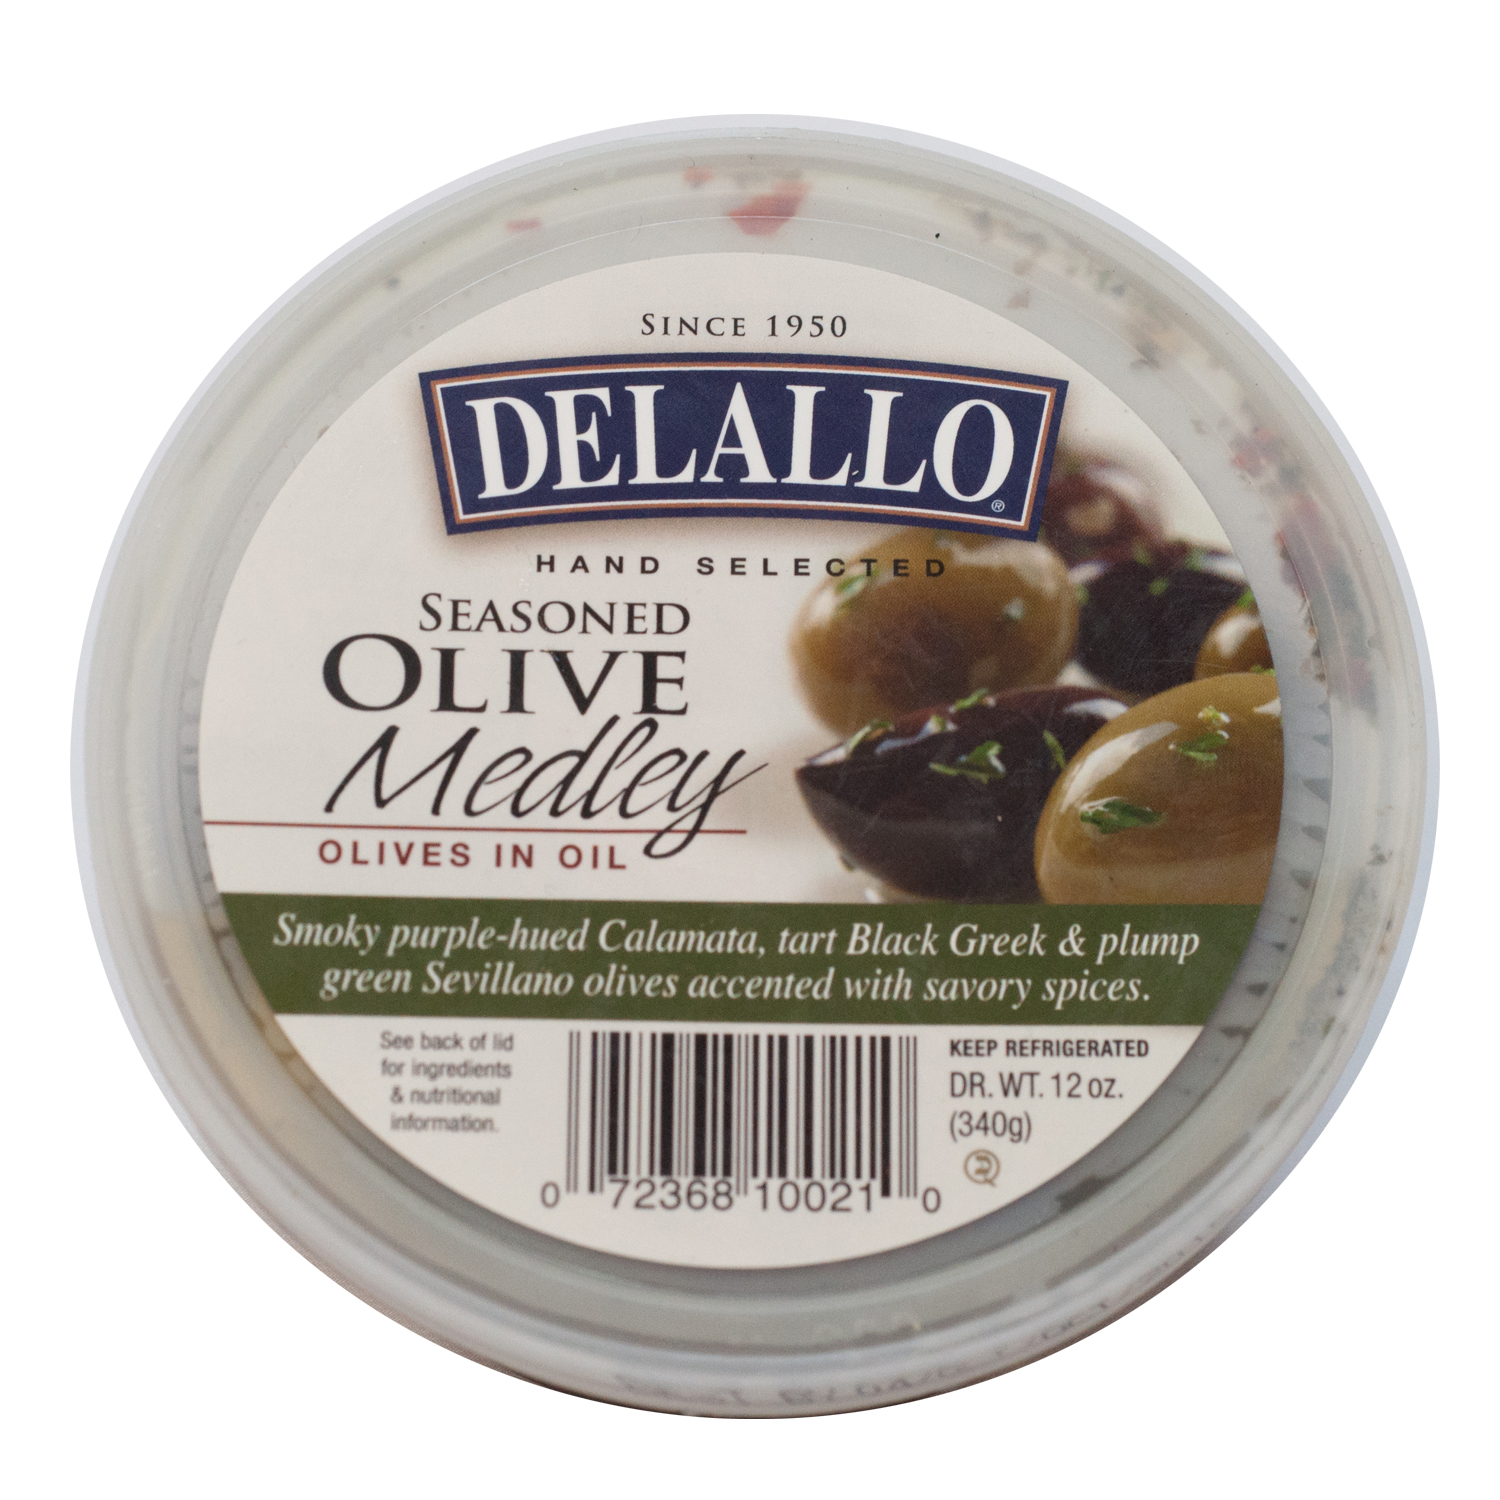 SINCE 1950
DELALLO®
HAND SELECTED
SEASONED
OLIVE
Medley
OLIVES IN OIL
Smoky purple-hued Calamata, tart Black Greek & plump
green Sevillano olives accented with savory spices.
See back of lid
for ingredients
& nutritional
information.
KEEP REFRIGERATED
DR. WT. 12 oz.
(340g)
0 72368 10021 0